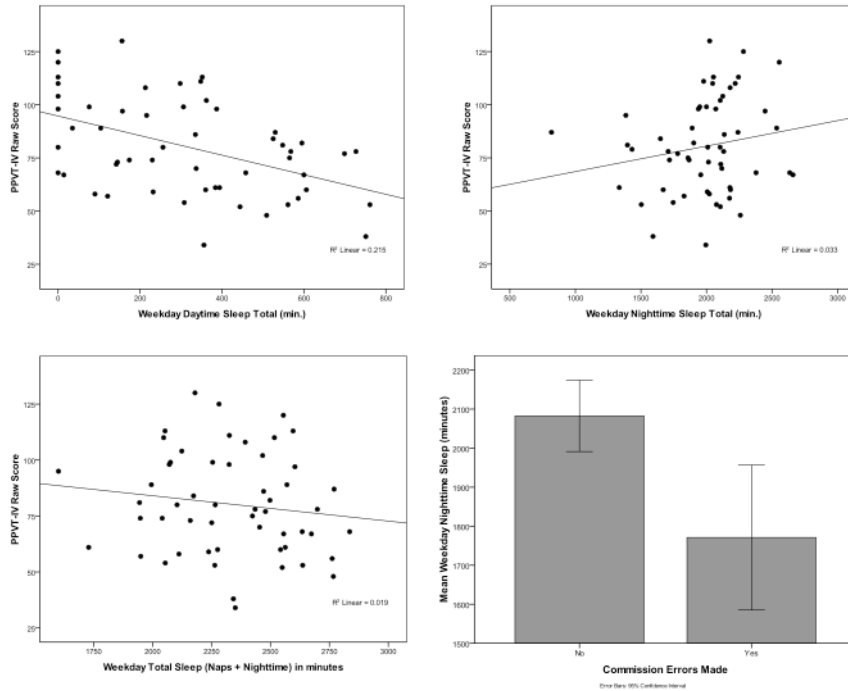 PPVT-IV Raw Score
125
100
75
50
25
R² Linear = 0.215
0
200
400
600
800
Weekday Daytime Sleep Total (min.)
PPVT-IV Raw Score
125
100
75
50
25
R² Linear = 0.033
500
1000
1500
2000
2500
3000
Weekday Nighttime Sleep Total (min.)
PPVT-IV Raw Score
125
100
75
50
25
R² Linear = 0.019
1750
2000
2250
2500
2750
3000
Weekday Total Sleep (Naps + Nighttime) in minutes
Mean Weekday Nighttime Sleep (minutes)
2200
2100
2000
1900
1800
1700
1600
1500
No
Yes
Commission Errors Made
Error Bars: 95% Confidence Interval